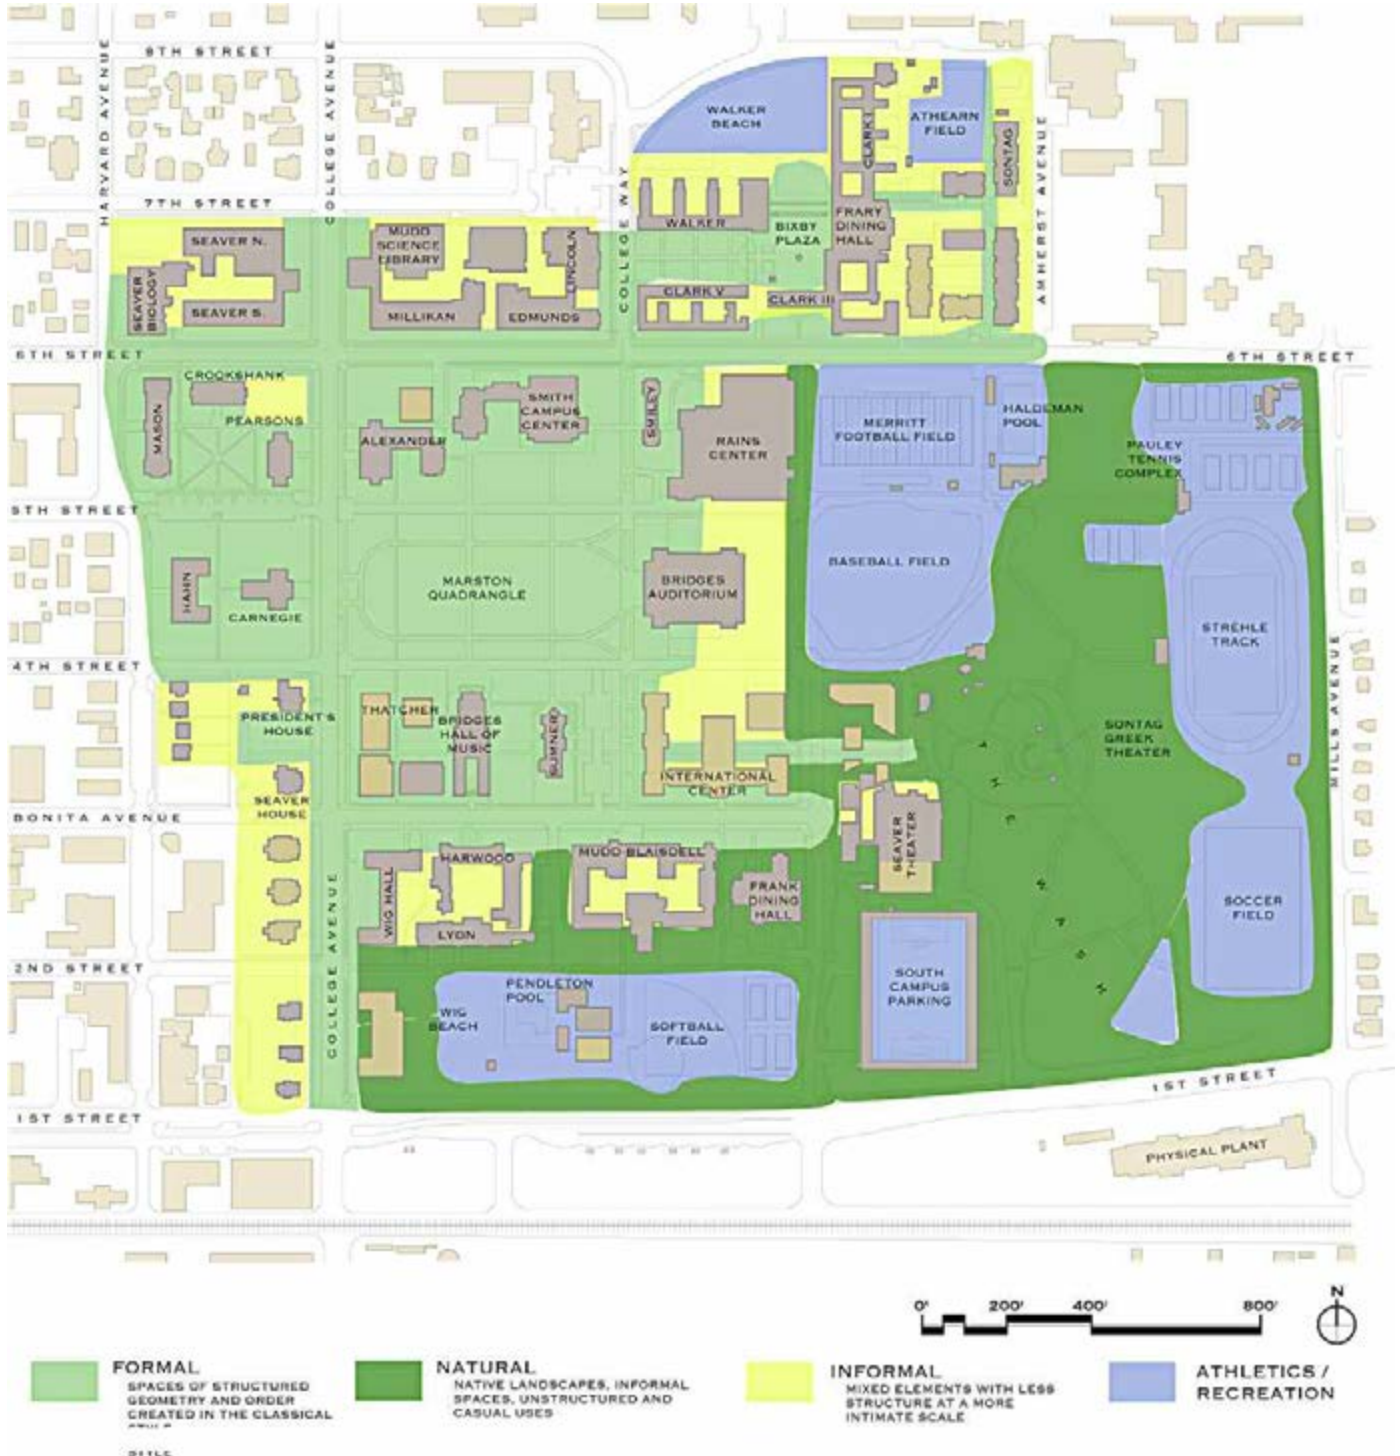 8TH STREET
HARVARD AVENUE
COLLEGE AVENUE
WALKER
BEACH
CLARK I
ATHEARN
FIELD
SONTAG
AMHERST AVENUE
COLLEGE WAY
7TH STREET
SEAVER N.
MUDD
SCIENCE
LIBRARY
LINCOLN
WALKER
BIXBY
PLAZA
FRARY
DINING
HALL
SEAVER
BIOLOGY
SEAVER S.
MILLIKAN
EDMUNDS
CLARK V
CLARK III
6TH STREET
6TH STREET
CROOKSHANK
MASON
PEARSONS
ALEXANDER
SMITH
CAMPUS
CENTER
SMILEY
RAINS
CENTER
MERRITT
FOOTBALL FIELD
HALDEMAN
POOL
PAULEY
TENNIS
COMPLEX
5TH STREET
HAHN
CARNEGIE
MARSTON
QUADRANGLE
BRIDGES
AUDITORIUM
BASEBALL FIELD
STREHLE
TRACK
MILLS AVENUE
4TH STREET
PRESIDENT'S
HOUSE
THATCHER
BRIDGES
HALL OF
MUSIC
SUMNER
INTERNATIONAL
CENTER
SONTAG
GREEK
THEATER
THE WASH
SEAVER
HOUSE
BONITA AVENUE
WIG HALL
HARWOOD
LYON
MUDD-BLAISDELL
FRANK
DINING
HALL
SEAVER
THEATER
SOCCER
FIELD
COLLEGE AVENUE
2ND STREET
PENDLETON
POOL
WIG
BEACH
SOFTBALL
FIELD
SOUTH
CAMPUS
PARKING
1ST STREET
1ST STREET
PHYSICAL PLANT
0' 200' 400' 800'
N
FORMAL
SPACES OF STRUCTURED
GEOMETRY AND ORDER
CREATED IN THE CLASSICAL
STYLE
NATURAL
NATIVE LANDSCAPES, INFORMAL
SPACES, UNSTRUCTURED AND
CASUAL USES
INFORMAL
MIXED ELEMENTS WITH LESS
STRUCTURE AT A MORE
INTIMATE SCALE
ATHLETICS /
RECREATION